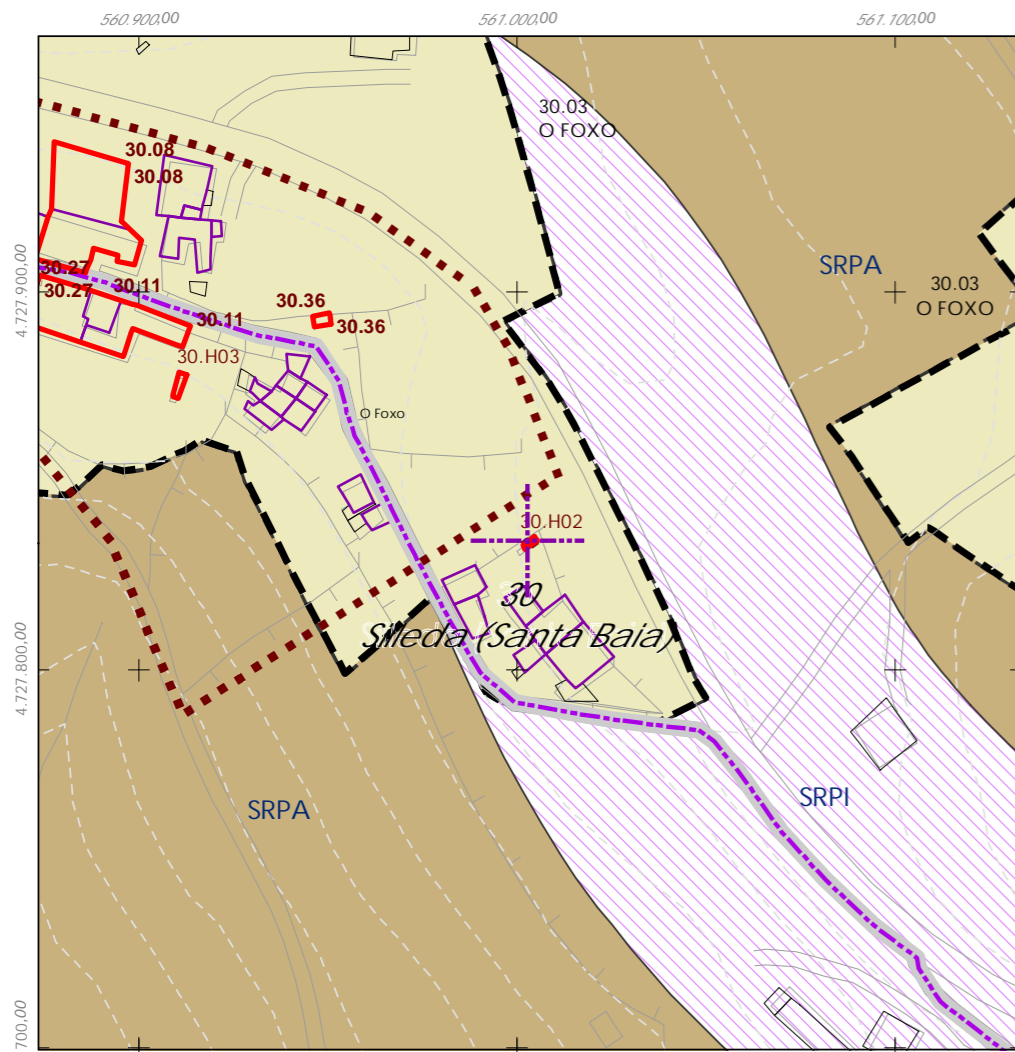 560.900,00
561.000,00
561.100,00
30.03
O FOXO
30.08
30.08
SRPA
4.727.900,00
30.27
30.27
30.11
30.11
30.36
30.36
30.03
O FOXO
30.H03
O Foxo
30.H02
30
Silleda (Santa Baia)
4.727.800,00
SRPA
SRPI
700,00